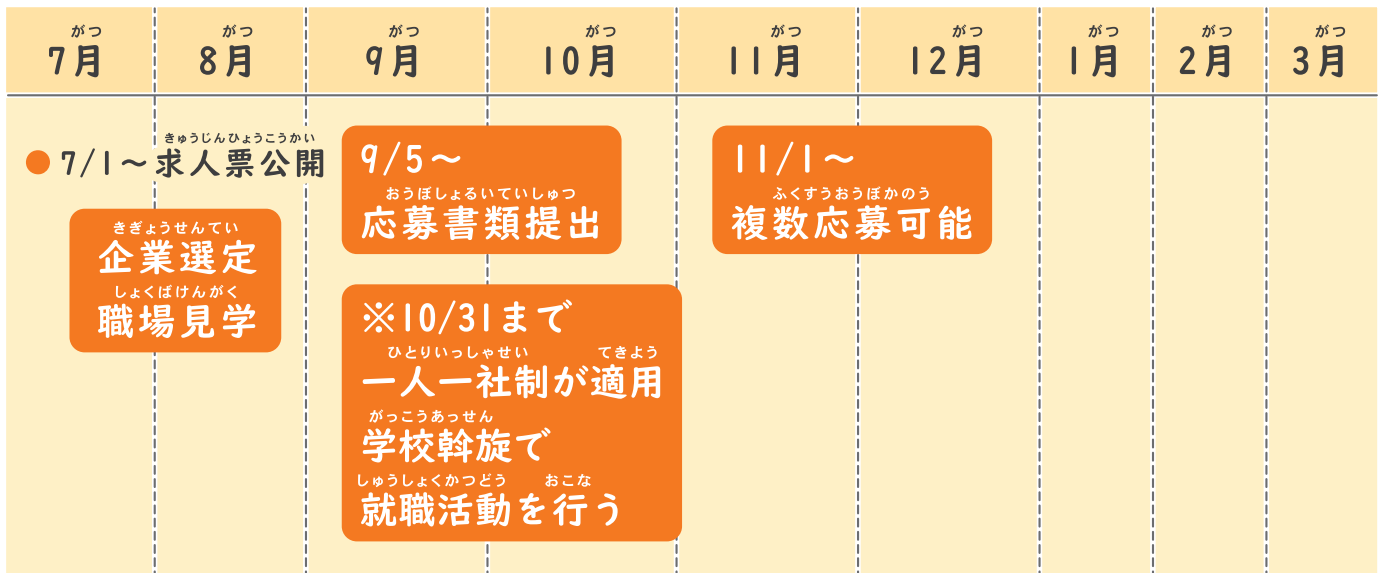 がつ がつ がつ がつ がつ がつ がつ がつ がつ
7月 8月 9月 10月 11月 12月 1月 2月 3月
きゅうじんひょうこうかい
7/1～求人票公開
きぎょうせんてい
企業選定
しょくばけんがく
職場見学
9/5～
おうぼしょるいていしゅつ
応募書類提出
※10/31まで
ひとりいっしゃせい てきよう
一人一社制が適用
がっこうあっせん
学校斡旋で
しゅうしょくかつどう おこな
就職活動を行う
11/1～
ふくすうおうぼかのう
複数応募可能